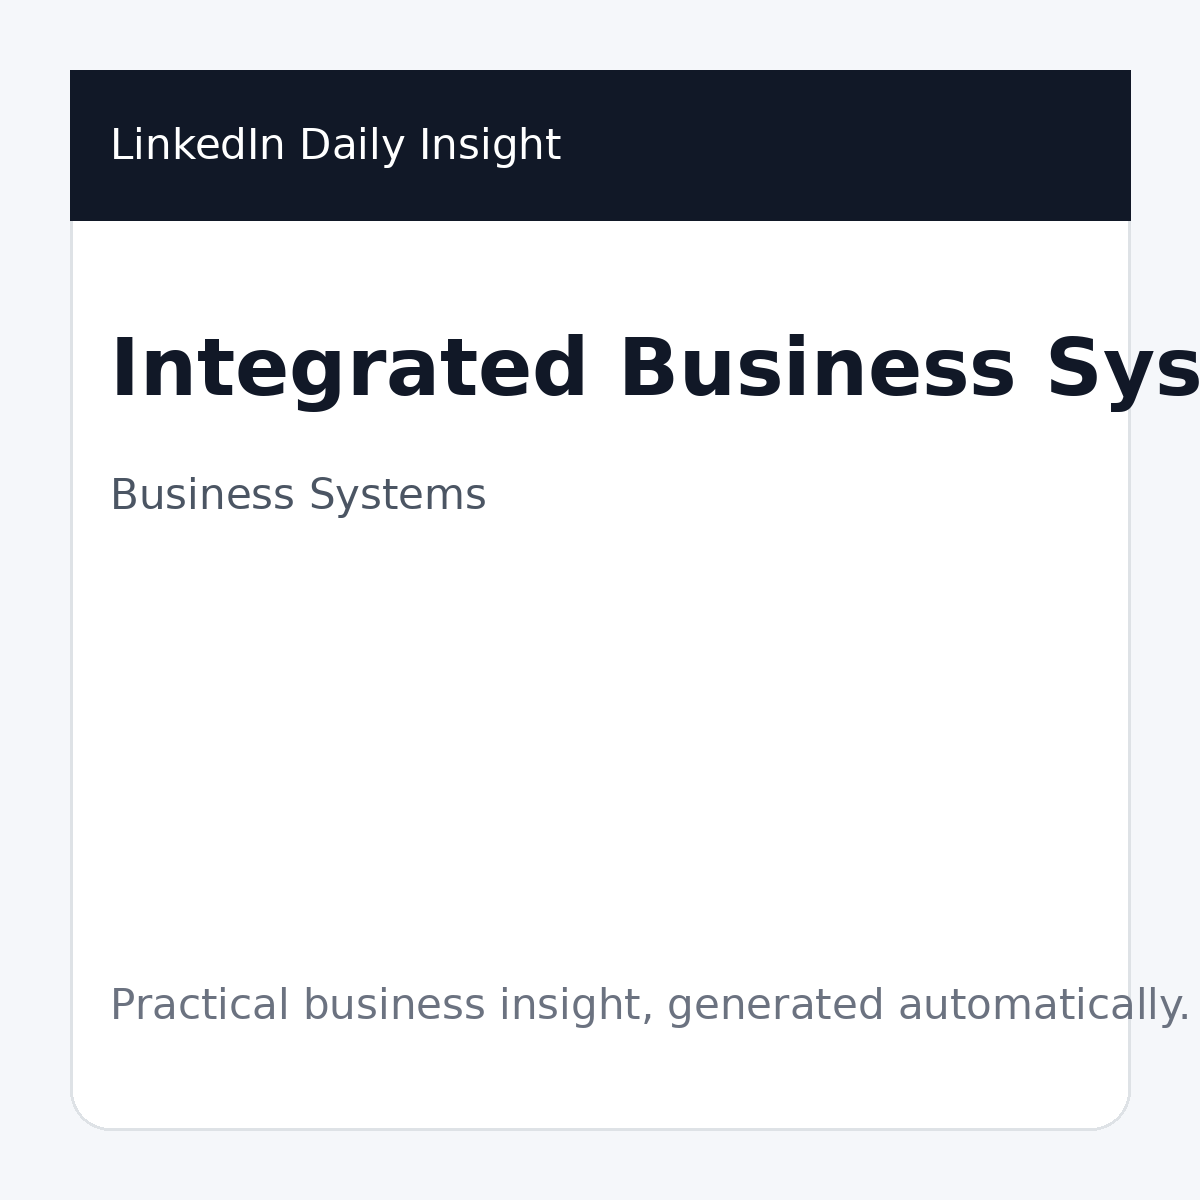 LinkedIn Daily Insight
Integrated Business Sys
Business Systems
Practical business insight, generated automatically.